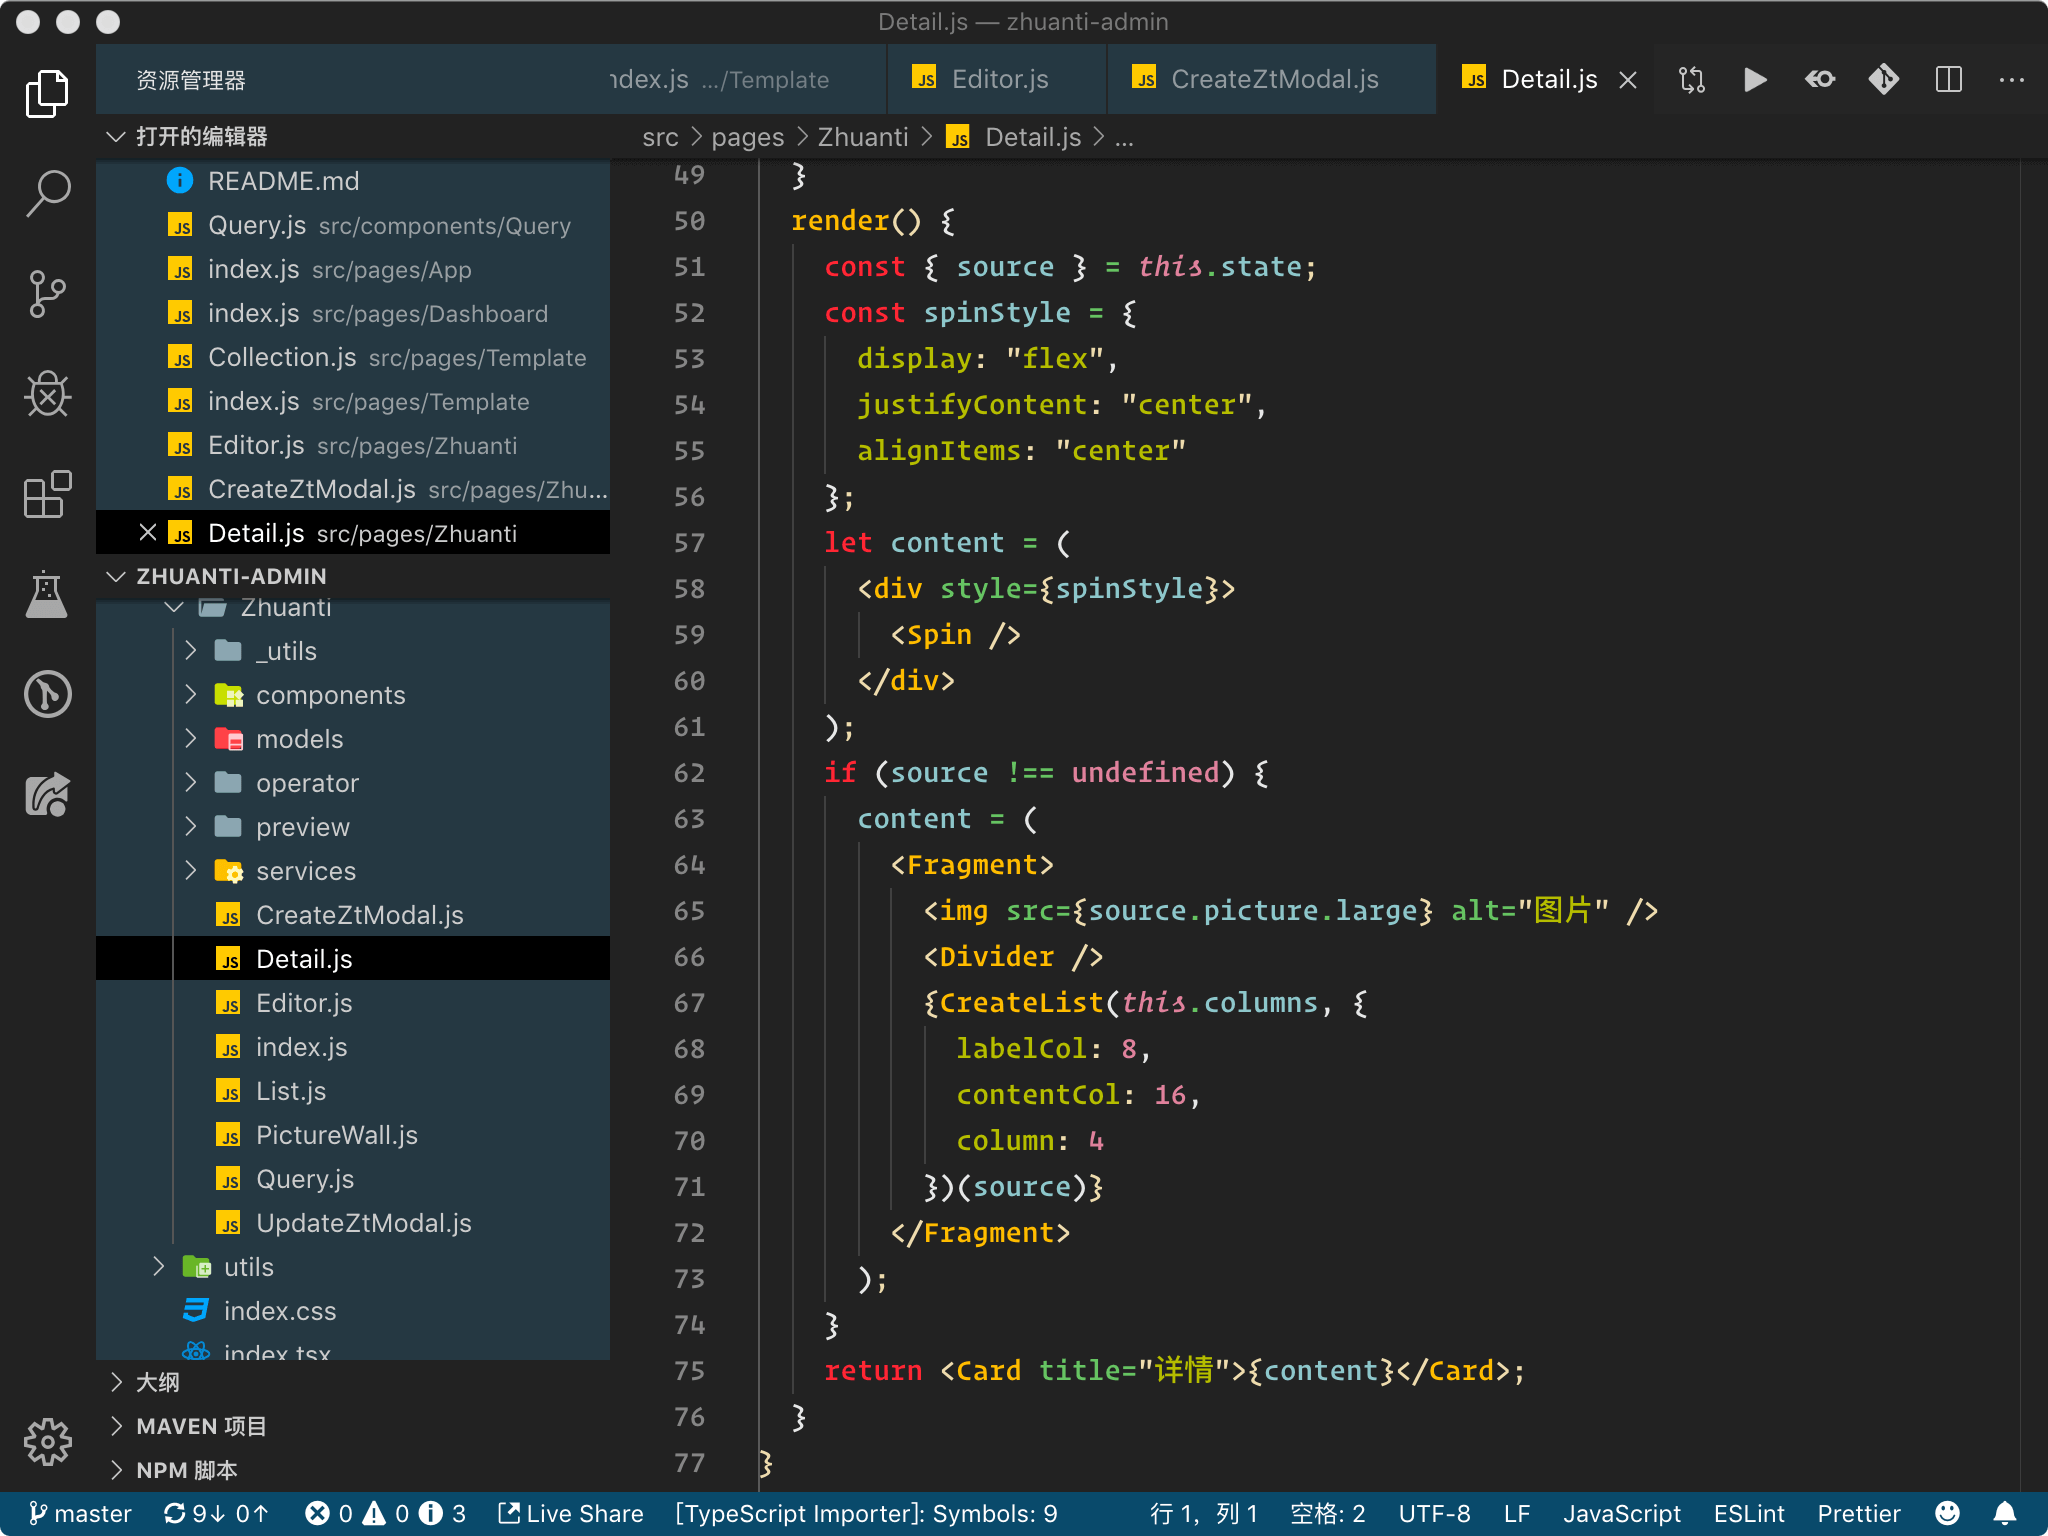 Detail.js — zhuanti-admin
资源管理器
ndex.js .../Template
Editor.js
CreateZtModal.js
Detail.js
打开的编辑器
src > pages > Zhuanti > JS Detail.js > ...
README.md
JS Query.js src/components/Query
JS index.js src/pages/App
JS index.js src/pages/Dashboard
JS Collection.js src/pages/Template
JS index.js src/pages/Template
JS Editor.js src/pages/Zhuanti
JS CreateZtModal.js src/pages/Zhu...
JS Detail.js src/pages/Zhuanti
ZHUANTI-ADMIN
Zhuanti
_utils
components
models
operator
preview
services
JS CreateZtModal.js
JS Detail.js
JS Editor.js
JS index.js
JS List.js
JS PictureWall.js
JS Query.js
JS UpdateZtModal.js
utils
index.css
index.tsx
大纲
MAVEN 项目
NPM 脚本
49 }
50 render() {
51 const { source } = this.state;
52 const spinStyle = {
53 display: "flex",
54 justifyContent: "center",
55 alignItems: "center"
56 };
57 let content = (
58 <div style={spinStyle}>
59 <Spin />
60 </div>
61 );
62 if (source !== undefined) {
63 content = (
64 <Fragment>
65 <img src={source.picture.large} alt="图片" />
66 <Divider />
67 {CreateList(this.columns, {
68 labelCol: 8,
69 contentCol: 16,
70 column: 4
71 })(source)}
72 </Fragment>
73 );
74 }
75 return <Card title="详情">{content}</Card>;
76 }
77 }
master 9↓ 0↑ 0 0 3 Live Share [TypeScript Importer]: Symbols: 9 行 1, 列 1 空格: 2 UTF-8 LF JavaScript ESLint Prettier